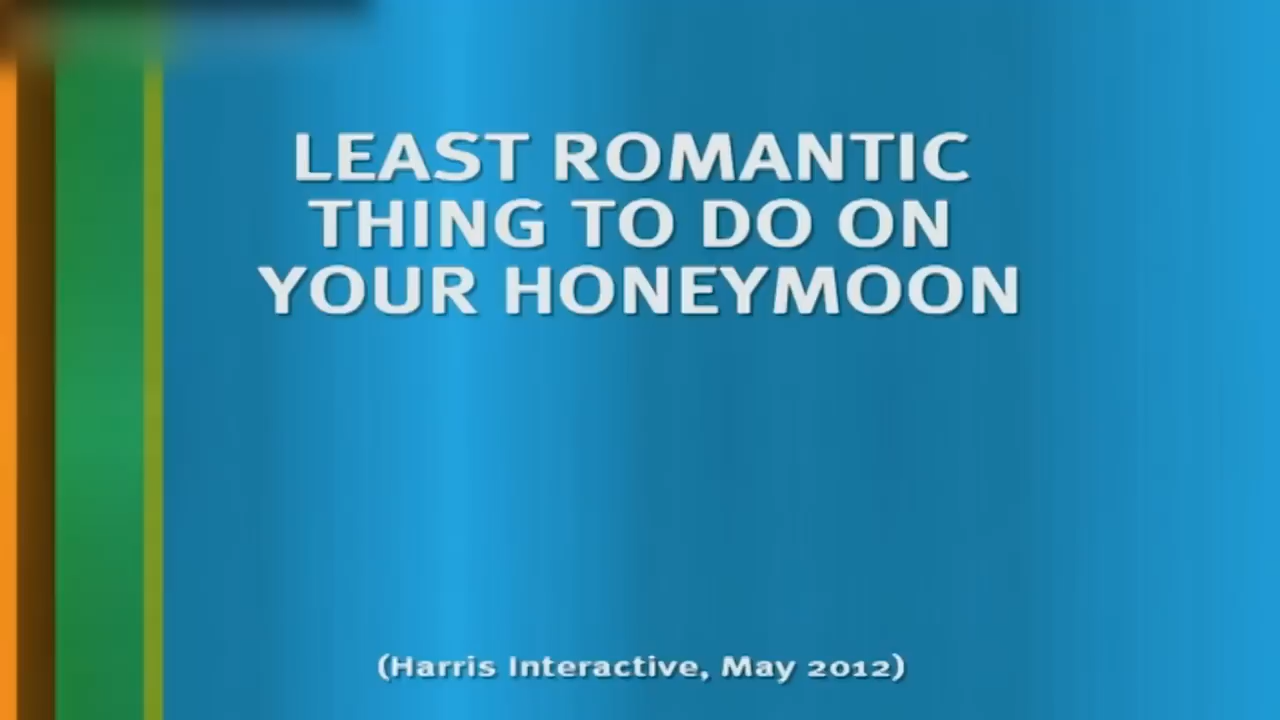 LEAST ROMANTIC
THING TO DO ON
YOUR HONEYMOON
(Harris Interactive, May 2012)